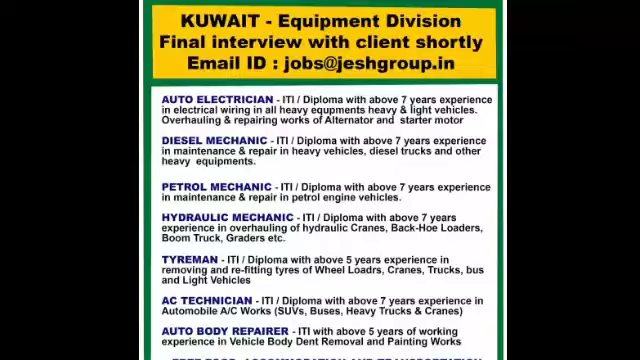 KUWAIT - Equipment Division
Final interview with client shortly
Email ID : jobs@jeshgroup.in
AUTO ELECTRICIAN - ITI / Diploma with above 7 years experience
in electrical wiring in all heavy equpments heavy & light vehicles.
Overhauling & repairing works of Alternator and starter motor
DIESEL MECHANIC - ITI / Diploma with above 7 years experience
in maintenance & repair in heavy vehicles, diesel trucks and other
heavy equipments.
PETROL MECHANIC - ITI / Diploma with above 7 years experience
in maintenance & repair in petrol engine vehicles.
HYDRAULIC MECHANIC - ITI / Diploma with above 7 years
experience in overhauling of hydraulic Cranes, Back-Hoe Loaders,
Boom Truck, Graders etc.
TYREMAN - ITI / Diploma with above 5 years experience in
removing and re-fitting tyres of Wheel Loadrs, Cranes, Trucks, bus
and Light Vehicles
AC TECHNICIAN - ITI / Diploma with above 7 years experience in
Automobile A/C Works (SUVs, Buses, Heavy Trucks & Cranes)
AUTO BODY REPAIRER - ITI with above 5 years of working
experience in Vehicle Body Dent Removal and Painting Works